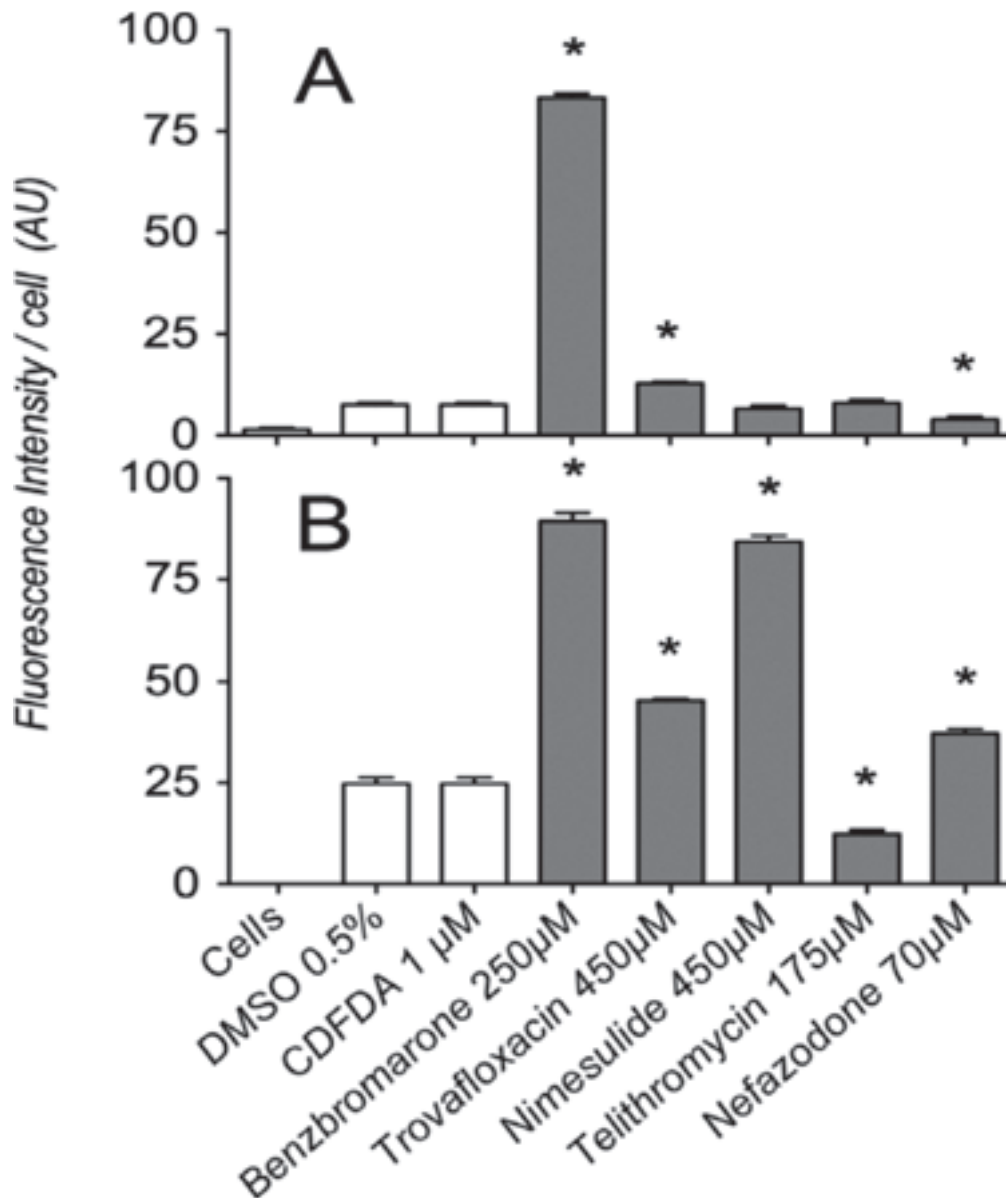 Fluorescence Intensity / cell (AU)
100
A
*
75
50
25
*
*
0
100
B
*
*
75
50
*
*
25
*
0
Cells
DMSO 0.5%
CDFDA 1 µM
Benzbromarone 250µM
Trovafloxacin 450µM
Nimesulide 450µM
Telithromycin 175µM
Nefazodone 70µM